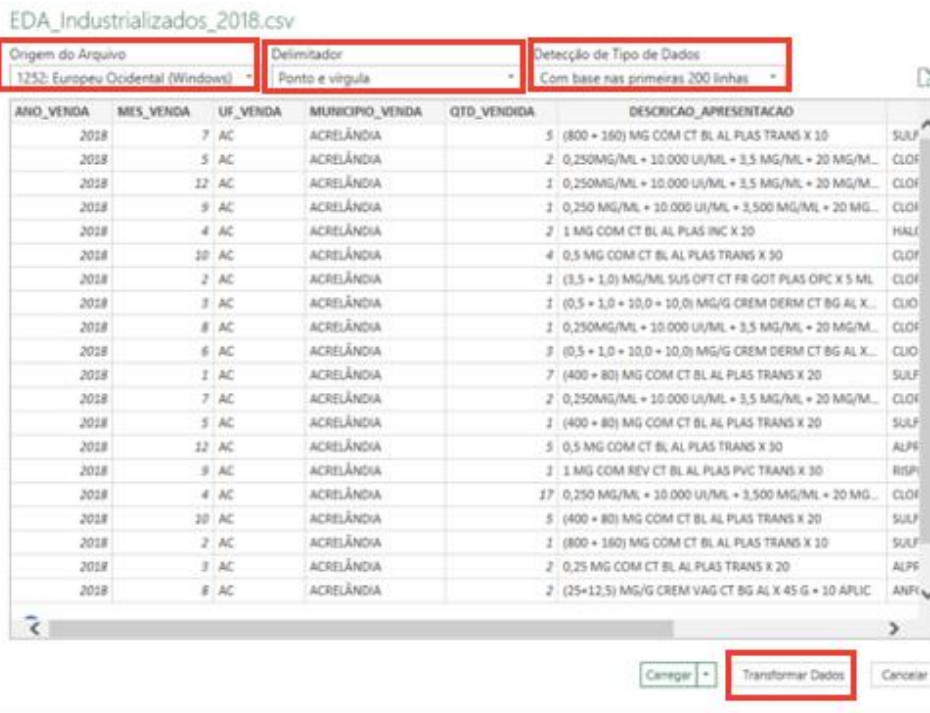 EDA_Industrializados_2018.csv
Origem do Arquivo Delimitador Detecção de Tipo de Dados
1252: Europeu Ocidental (Windows) Ponto e vírgula Com base nas primeiras 200 linhas
ANO_VENDA MES_VENDA UF_VENDA MUNICIPIO_VENDA QTD_VENDIDA DESCRICAO_APRESENTACAO
2018 7 AC ACRELÂNDIA 5 (800 + 160) MG COM CT BL AL PLAS TRANS X 10 SULF
2018 5 AC ACRELÂNDIA 2 0,250MG/ML + 10.000 UI/ML + 3,5 MG/ML + 20 MG/M... CLOR
2018 12 AC ACRELÂNDIA 1 0,250MG/ML + 10.000 UI/ML + 3,5 MG/ML + 20 MG/M... CLOR
2018 9 AC ACRELÂNDIA 1 0,250 MG/ML + 10.000 UI/ML + 3,500 MG/ML + 20 MG... CLOR
2018 4 AC ACRELÂNDIA 2 1 MG COM CT BL AL PLAS INC X 20 HALO
2018 10 AC ACRELÂNDIA 4 0,5 MG COM CT BL AL PLAS TRANS X 30
2018 2 AC ACRELÂNDIA 1 (3,5 + 1,0) MG/ML SUS OFT CT FR GOT PLAS OPC X 5 ML CLOR
2018 3 AC ACRELÂNDIA 1 (0,5 + 1,0 + 10,0 + 10,0) MG/G CREM DERM CT BG AL X... CLIO
2018 8 AC ACRELÂNDIA 1 0,250MG/ML + 10.000 UI/ML + 3,5 MG/ML + 20 MG/M... CLOR
2018 6 AC ACRELÂNDIA 3 (0,5 + 1,0 + 10,0 + 10,0) MG/G CREM DERM CT BG AL X... CLIO
2018 1 AC ACRELÂNDIA 7 (400 + 80) MG COM CT BL AL PLAS TRANS X 20 SULF
2018 7 AC ACRELÂNDIA 2 0,250MG/ML + 10.000 UI/ML + 3,5 MG/ML + 20 MG/M... CLOR
2018 5 AC ACRELÂNDIA 1 (400 + 80) MG COM CT BL AL PLAS TRANS X 20 SULF
2018 12 AC ACRELÂNDIA 5 0,5 MG COM CT BL AL PLAS TRANS X 30 ALPR
2018 9 AC ACRELÂNDIA 1 1 MG COM REV CT BL AL PLAS PVC TRANS X 30 RISP
2018 4 AC ACRELÂNDIA 17 0,250 MG/ML + 10.000 UI/ML + 3,500 MG/ML + 20 MG... CLOR
2018 10 AC ACRELÂNDIA 5 (400 + 80) MG COM CT BL AL PLAS TRANS X 20 SULF
2018 2 AC ACRELÂNDIA 1 (800 + 160) MG COM CT BL AL PLAS TRANS X 10 SULF
2018 3 AC ACRELÂNDIA 2 0,25 MG COM CT BL AL PLAS TRANS X 20 ALPR
2018 8 AC ACRELÂNDIA 2 (25+12,5) MG/G CREM VAG CT BG AL X 45 G + 10 APLIC ANFO
Carregar Transformar Dados Cancelar